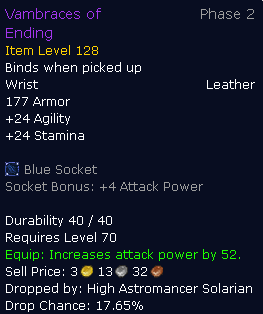 Vambraces of Phase 2
Ending
Item Level 128
Binds when picked up
Wrist Leather
177 Armor
+24 Agility
+24 Stamina
Blue Socket
Socket Bonus: +4 Attack Power
Durability 40 / 40
Requires Level 70
Equip: Increases attack power by 52.
Sell Price: 3 13 32
Dropped by: High Astromancer Solarian
Drop Chance: 17.65%